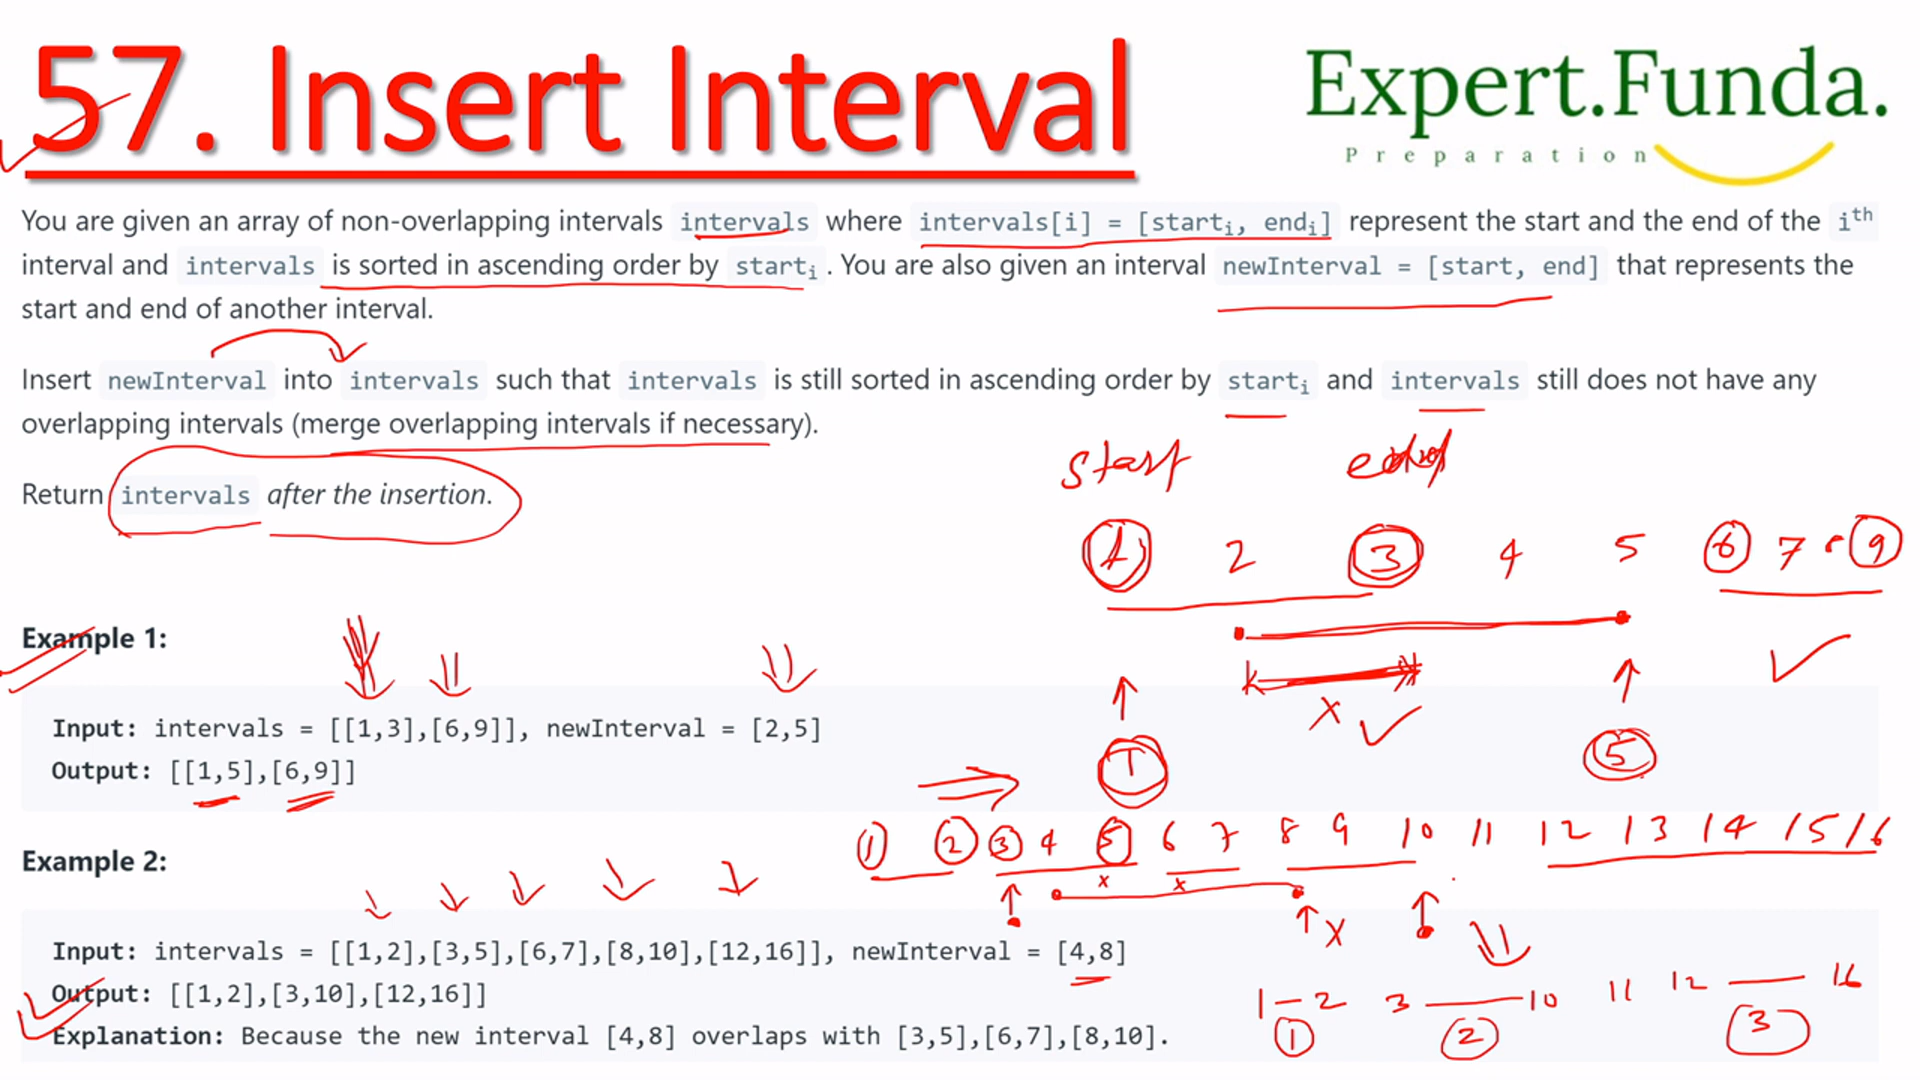 57. Insert Interval
Expert.Funda.
Preparation
You are given an array of non-overlapping intervals intervals where intervals[i] = [starti, endi] represent the start and the end of the ith
interval and intervals is sorted in ascending order by starti . You are also given an interval newInterval = [start, end] that represents the
start and end of another interval.
Insert newInterval into intervals such that intervals is still sorted in ascending order by starti and intervals still does not have any
overlapping intervals (merge overlapping intervals if necessary).
Return intervals after the insertion.
start end
1 2 3 4 5 6 7 9
Example 1:
Input: intervals = [[1,3],[6,9]], newInterval = [2,5]
Output: [[1,5],[6,9]]
x
1 5
1 2 3 4 5 6 7 8 9 10 11 12 13 14 15 16
Example 2:
x x
x
Input: intervals = [[1,2],[3,5],[6,7],[8,10],[12,16]], newInterval = [4,8]
Output: [[1,2],[3,10],[12,16]]
Explanation: Because the new interval [4,8] overlaps with [3,5],[6,7],[8,10].
1 — 2 3 — 10 11 12 — 16
1 2 3